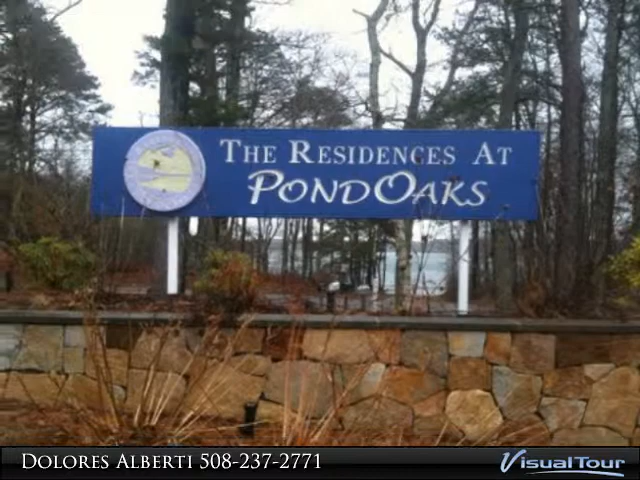 The Residences At
PondOaks
Dolores Alberti 508-237-2771
VisualTour